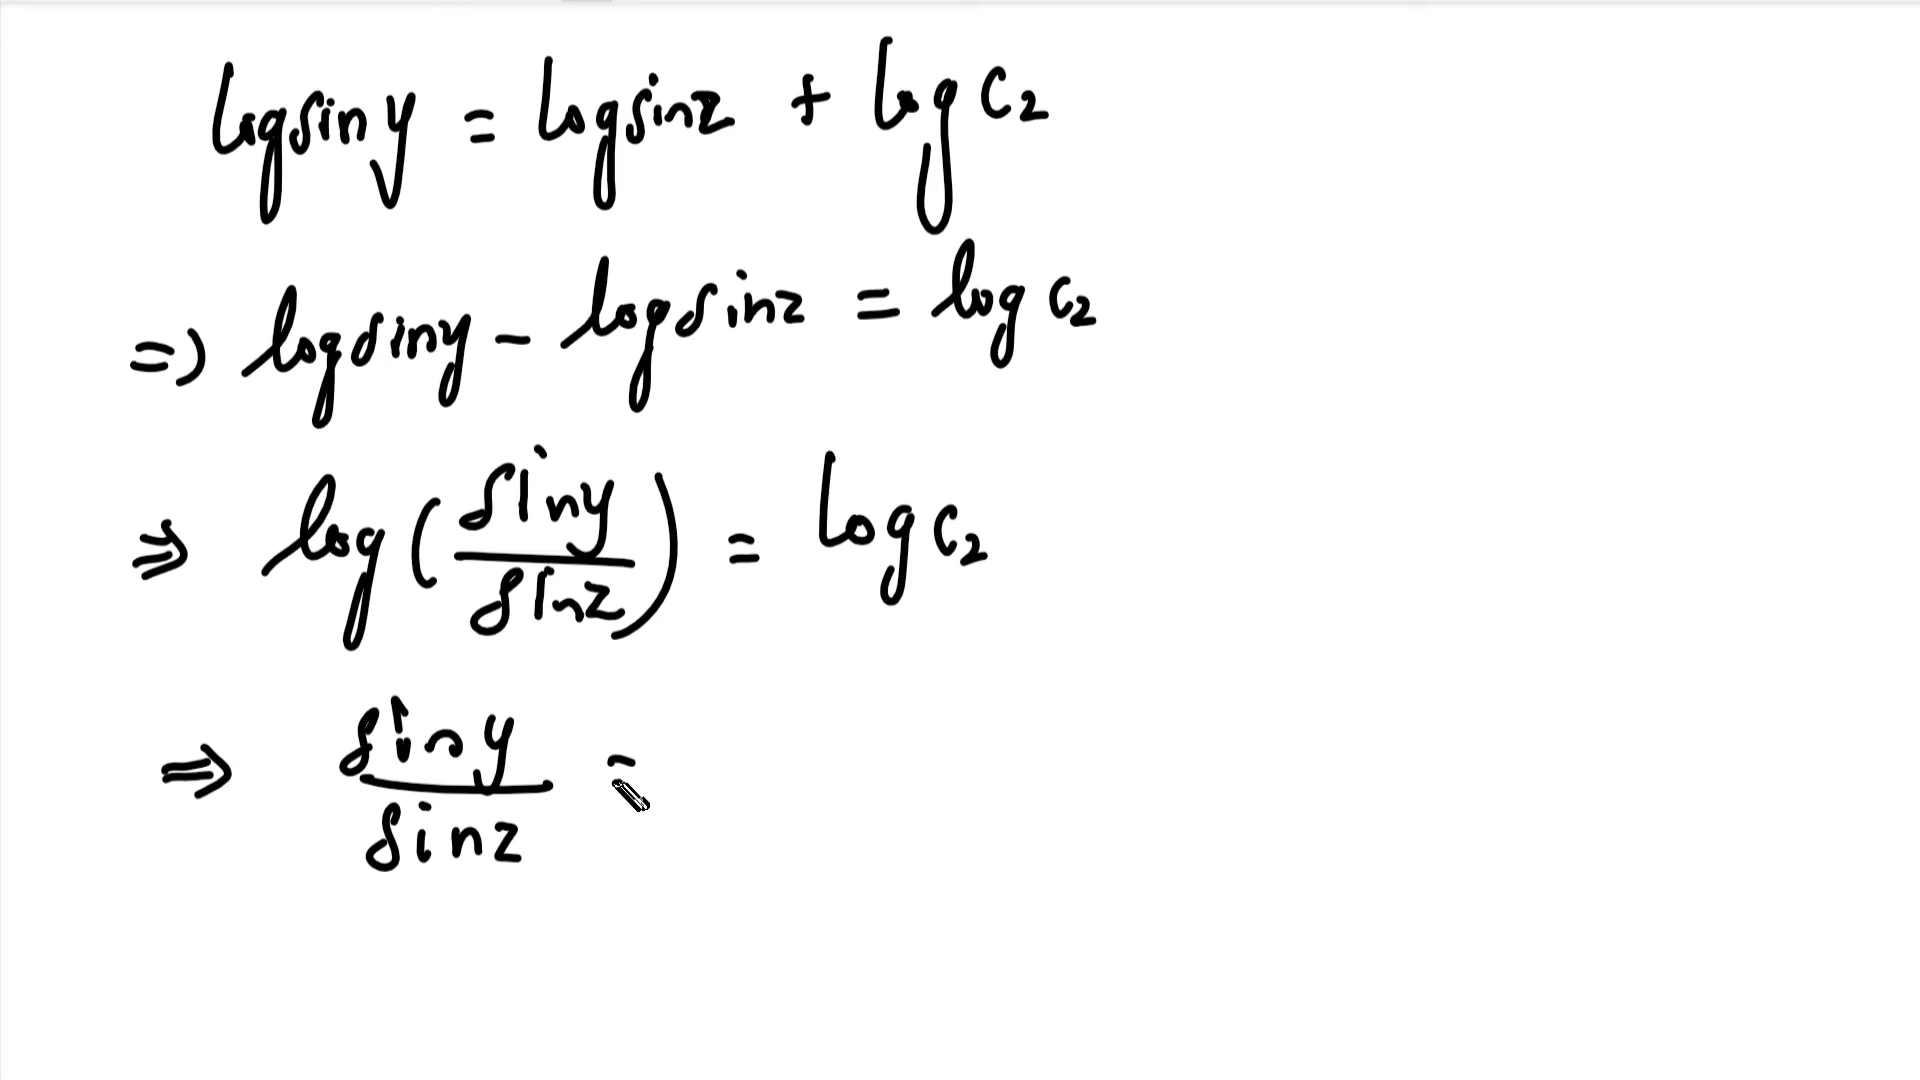 log sin y = log sin z + log c₂
=> log sin y - log sin z = log c₂
=> log (sin y / sin z) = log c₂
=> sin y / sin z =